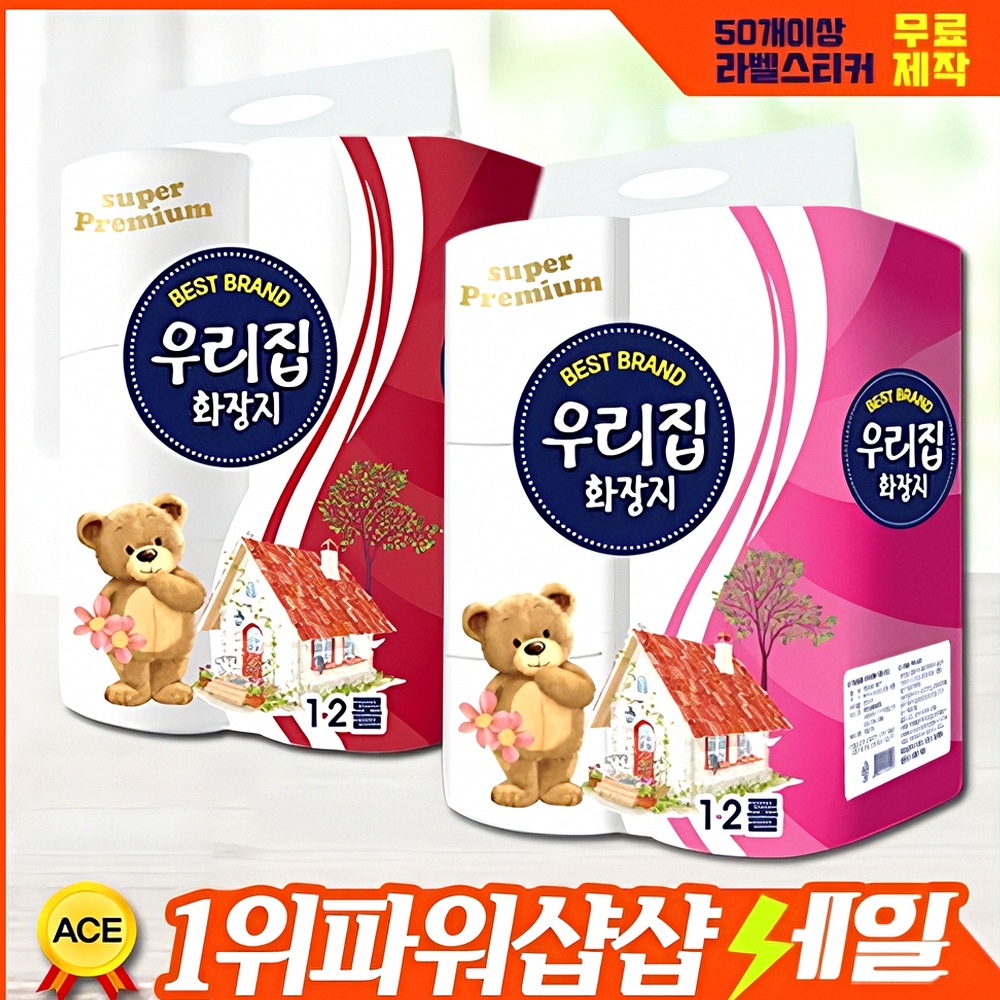 50개이상
라벨스티커
무료
제작
super
Premium
BEST BRAND
우리집
화장지
1·2
super
Premium
BEST BRAND
우리집
화장지
1·2
BEST BRAND
우리집
화장지
ACE
1위파워샵샵세일